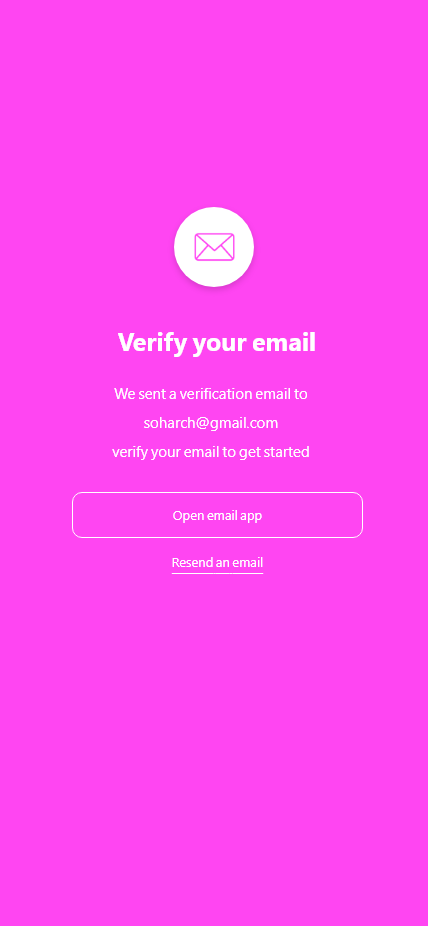 Verify your email
We sent a verification email to
soharch@gmail.com
verify your email to get started
Open email app
Resend an email